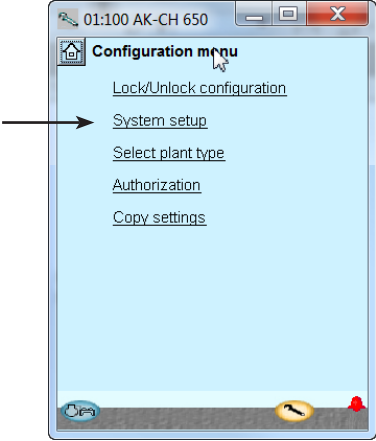 01:100 AK-CH 650
Configuration menu
Lock/Unlock configuration
System setup
Select plant type
Authorization
Copy settings